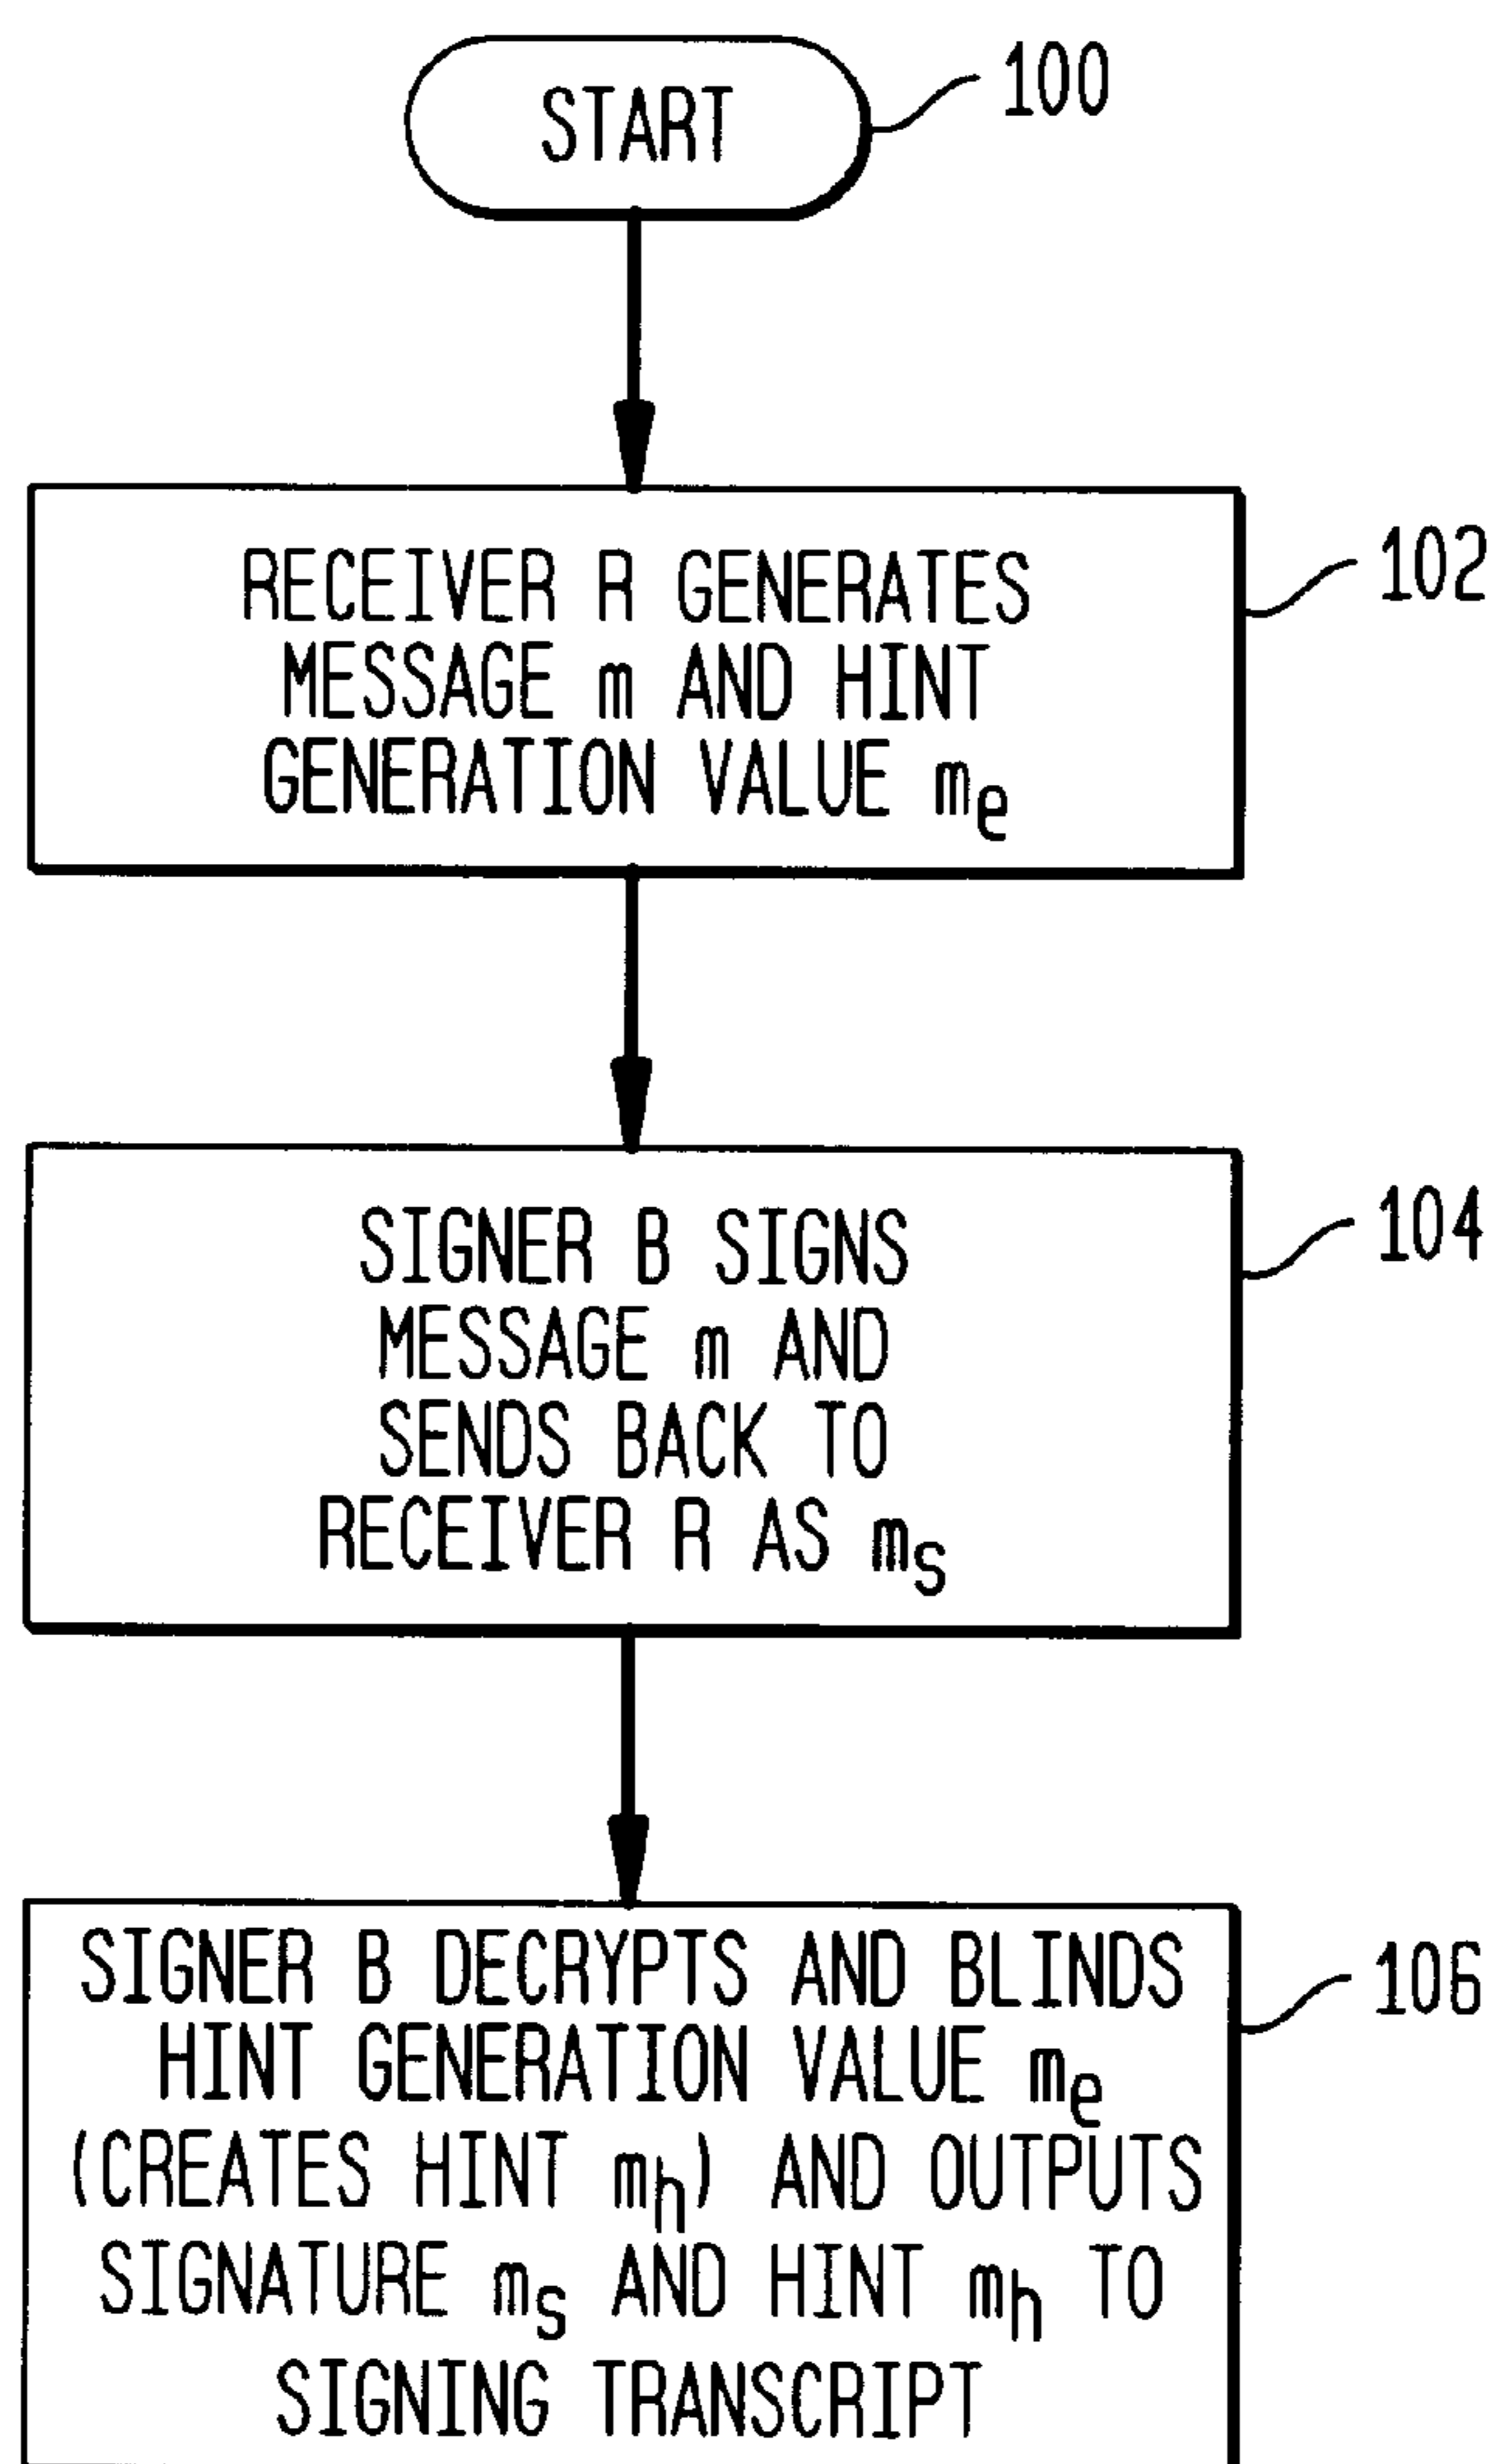 START
100
RECEIVER R GENERATES
MESSAGE m AND HINT
GENERATION VALUE mₑ
102
SIGNER B SIGNS
MESSAGE m AND
SENDS BACK TO
RECEIVER R AS mₛ
104
SIGNER B DECRYPTS AND BLINDS
HINT GENERATION VALUE mₑ
(CREATES HINT mₕ) AND OUTPUTS
SIGNATURE mₛ AND HINT mₕ TO
SIGNING TRANSCRIPT
106